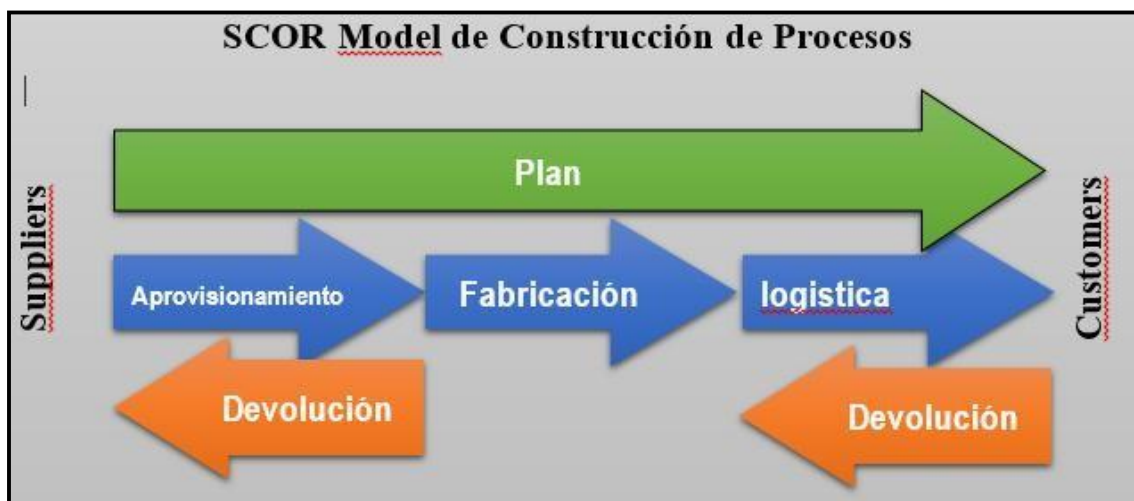 SCOR Model de Construcción de Procesos
Plan
Suppliers
Customers
Aprovisionamiento
Fabricación
logistica
Devolución
Devolución